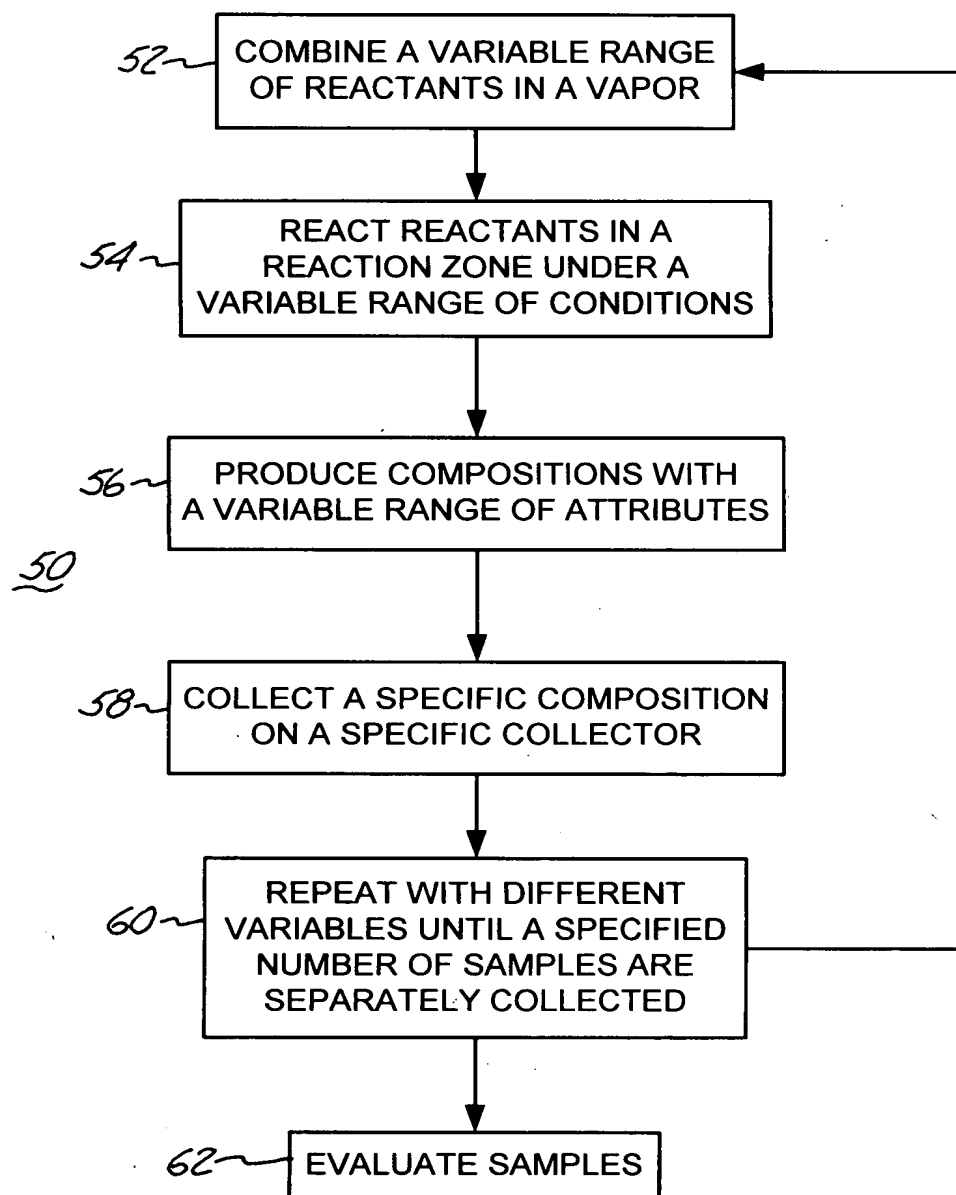 52
COMBINE A VARIABLE RANGE
OF REACTANTS IN A VAPOR
54
REACT REACTANTS IN A
REACTION ZONE UNDER A
VARIABLE RANGE OF CONDITIONS
56
PRODUCE COMPOSITIONS WITH
A VARIABLE RANGE OF ATTRIBUTES
50
58
COLLECT A SPECIFIC COMPOSITION
ON A SPECIFIC COLLECTOR
60
REPEAT WITH DIFFERENT
VARIABLES UNTIL A SPECIFIED
NUMBER OF SAMPLES ARE
SEPARATELY COLLECTED
62
EVALUATE SAMPLES